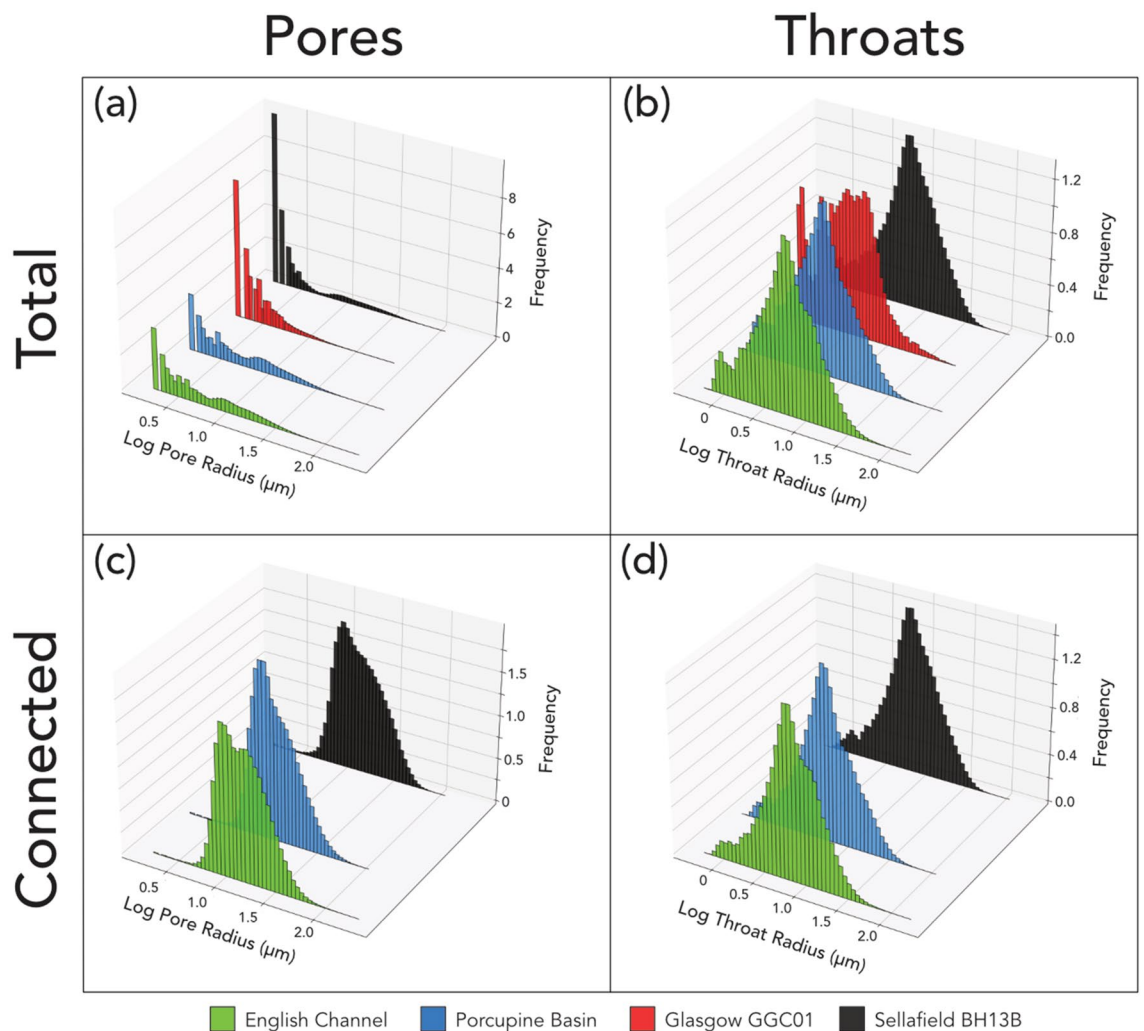 Pores
Throats
Total
Connected
(a)
8
6
4
2
0
Frequency
0.5
1.0
1.5
2.0
Log Pore Radius (µm)
(b)
1.2
0.8
0.4
0.0
Frequency
0
0.5
1.0
1.5
2.0
Log Throat Radius (µm)
(c)
1.5
1.0
0.5
0
Frequency
0.5
1.0
1.5
2.0
Log Pore Radius (µm)
(d)
1.2
0.8
0.4
0.0
Frequency
0
0.5
1.0
1.5
2.0
Log Throat Radius (µm)
English Channel
Porcupine Basin
Glasgow GGC01
Sellafield BH13B